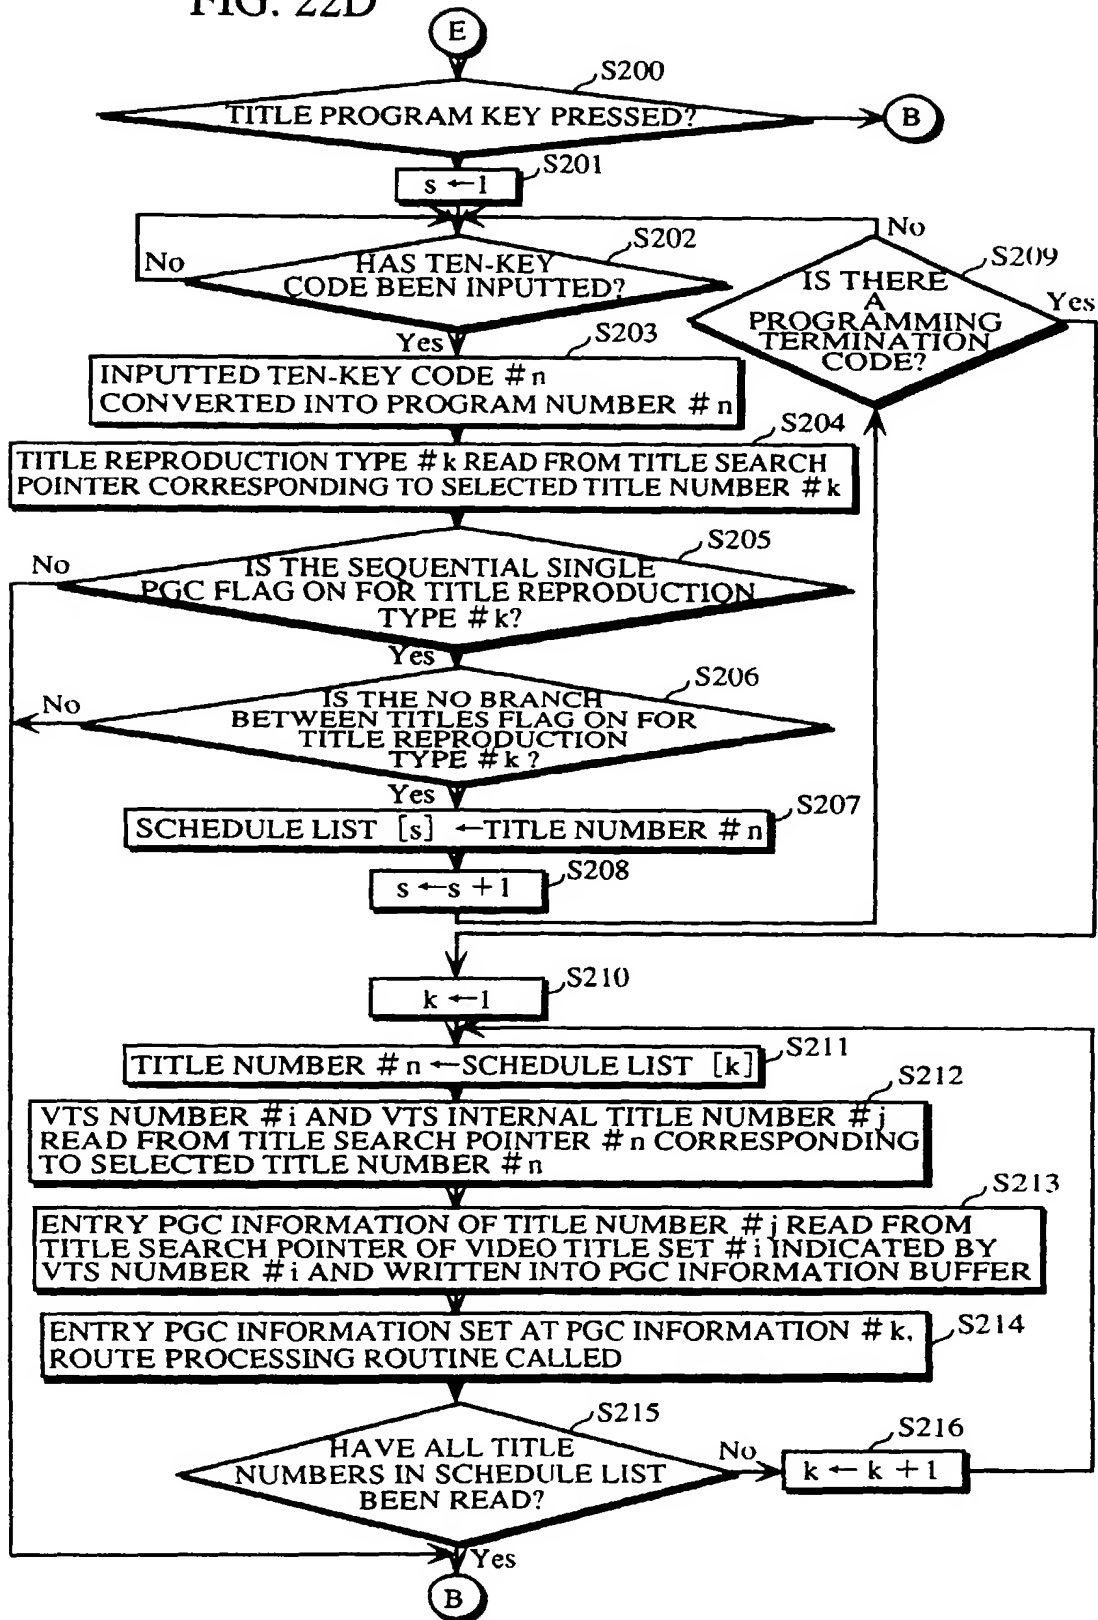 FIG. 22D
E
S200
TITLE PROGRAM KEY PRESSED?
B
S201
s ←1
No
S202
HAS TEN-KEY
CODE BEEN INPUTTED?
No
S209
IS THERE
A
PROGRAMMING
TERMINATION
CODE?
Yes
Yes
S203
INPUTTED TEN-KEY CODE #n
CONVERTED INTO PROGRAM NUMBER #n
S204
TITLE REPRODUCTION TYPE #k READ FROM TITLE SEARCH
POINTER CORRESPONDING TO SELECTED TITLE NUMBER #k
S205
No
IS THE SEQUENTIAL SINGLE
PGC FLAG ON FOR TITLE REPRODUCTION
TYPE #k?
Yes
S206
No
IS THE NO BRANCH
BETWEEN TITLES FLAG ON FOR
TITLE REPRODUCTION
TYPE #k?
Yes
S207
SCHEDULE LIST [s] ←TITLE NUMBER #n
S208
s ←s +1
S210
k ←1
S211
TITLE NUMBER #n ←SCHEDULE LIST [k]
S212
VTS NUMBER #i AND VTS INTERNAL TITLE NUMBER #j
READ FROM TITLE SEARCH POINTER #n CORRESPONDING
TO SELECTED TITLE NUMBER #n
S213
ENTRY PGC INFORMATION OF TITLE NUMBER #j READ FROM
TITLE SEARCH POINTER OF VIDEO TITLE SET #i INDICATED BY
VTS NUMBER #i AND WRITTEN INTO PGC INFORMATION BUFFER
S214
ENTRY PGC INFORMATION SET AT PGC INFORMATION #k,
ROUTE PROCESSING ROUTINE CALLED
S215
HAVE ALL TITLE
NUMBERS IN SCHEDULE LIST
BEEN READ?
No
S216
k ← k +1
Yes
B